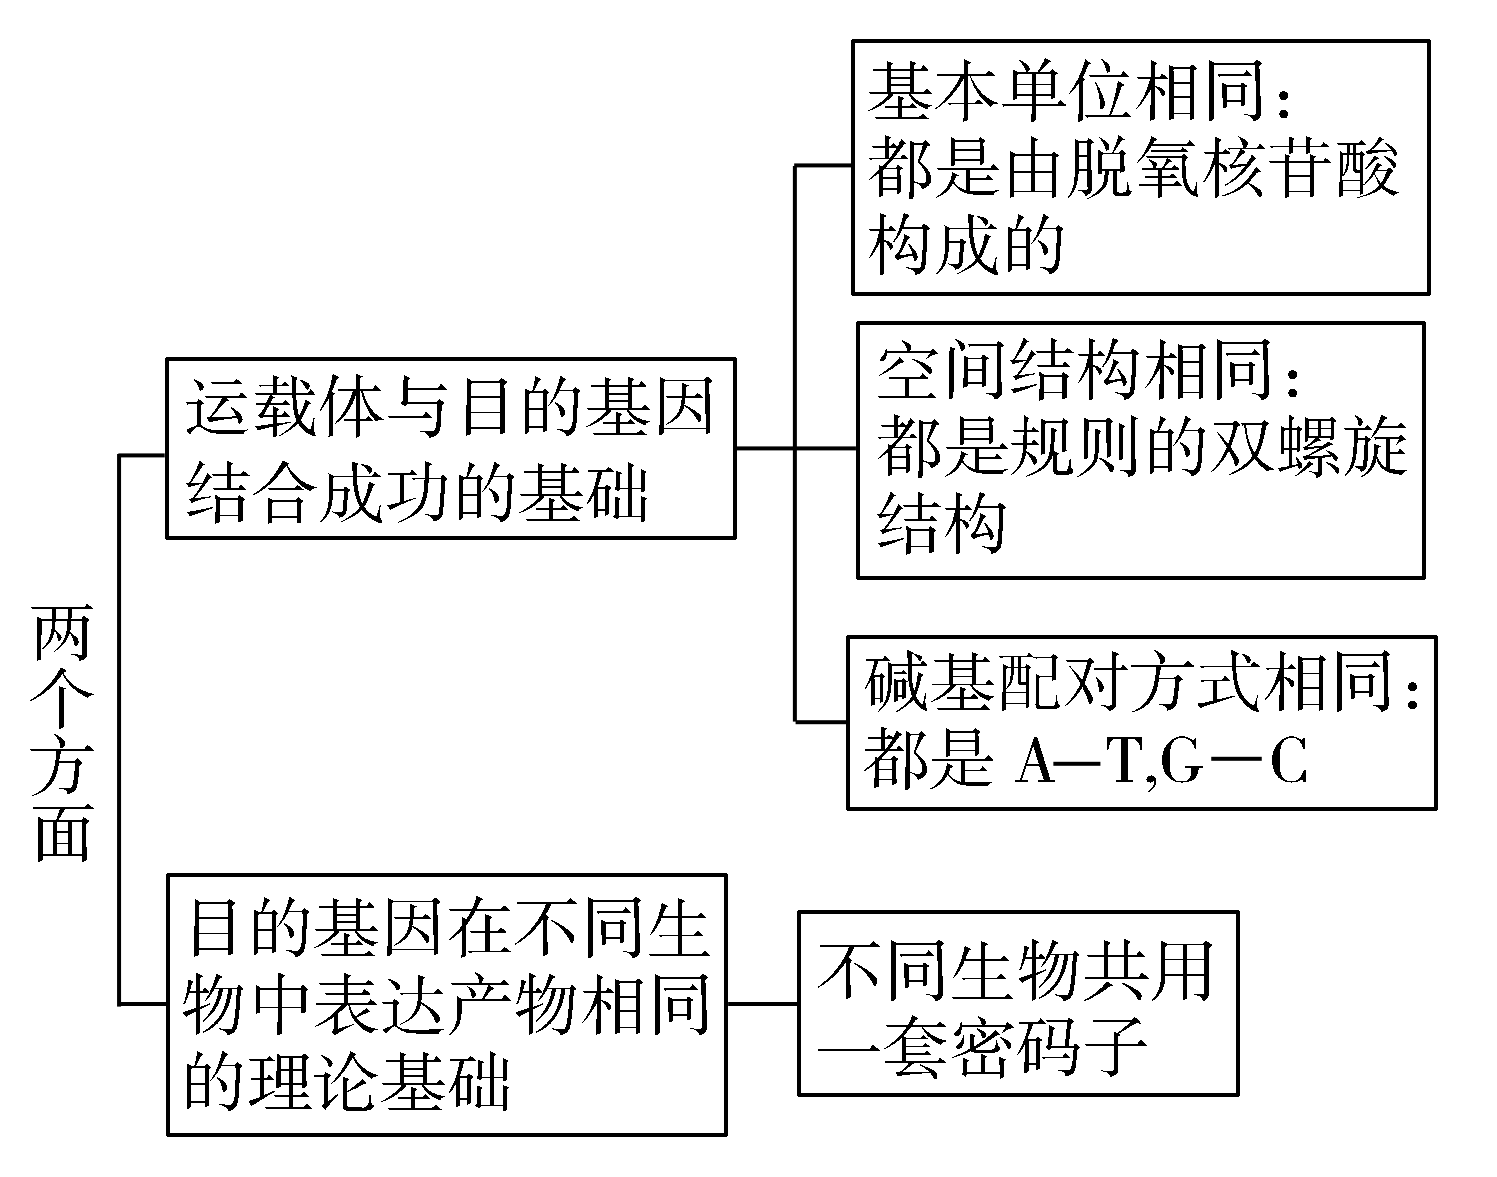 两个方面
运载体与目的基因
结合成功的基础
基本单位相同：
都是由脱氧核苷酸
构成的
空间结构相同：
都是规则的双螺旋
结构
碱基配对方式相同：
都是 A—T,G—C
目的基因在不同生
物中表达产物相同
的理论基础
不同生物共用
一套密码子